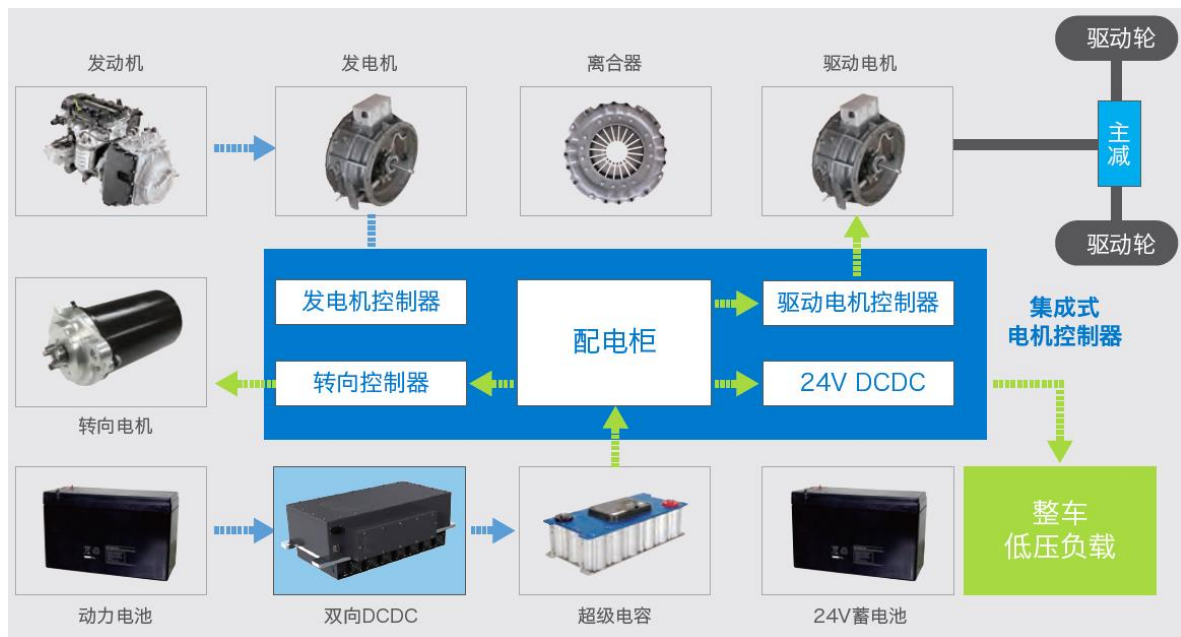 发动机
发电机
离合器
驱动电机
驱动轮
主减
驱动轮
发电机控制器
配电柜
驱动电机控制器
集成式
电机控制器
转向控制器
24V DCDC
转向电机
整车
低压负载
动力电池
双向DCDC
超级电容
24V蓄电池